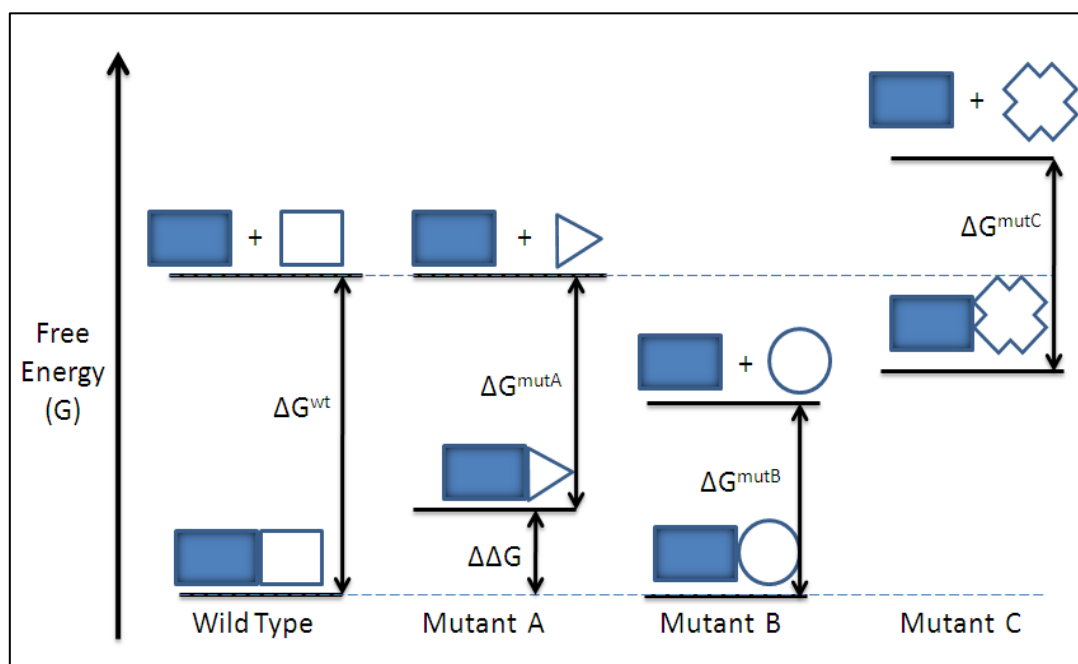 +
+
+
+
Free
Energy
(G)
ΔG^wt
ΔG^mutA
ΔΔG
ΔG^mutB
ΔG^mutC
Wild Type
Mutant A
Mutant B
Mutant C